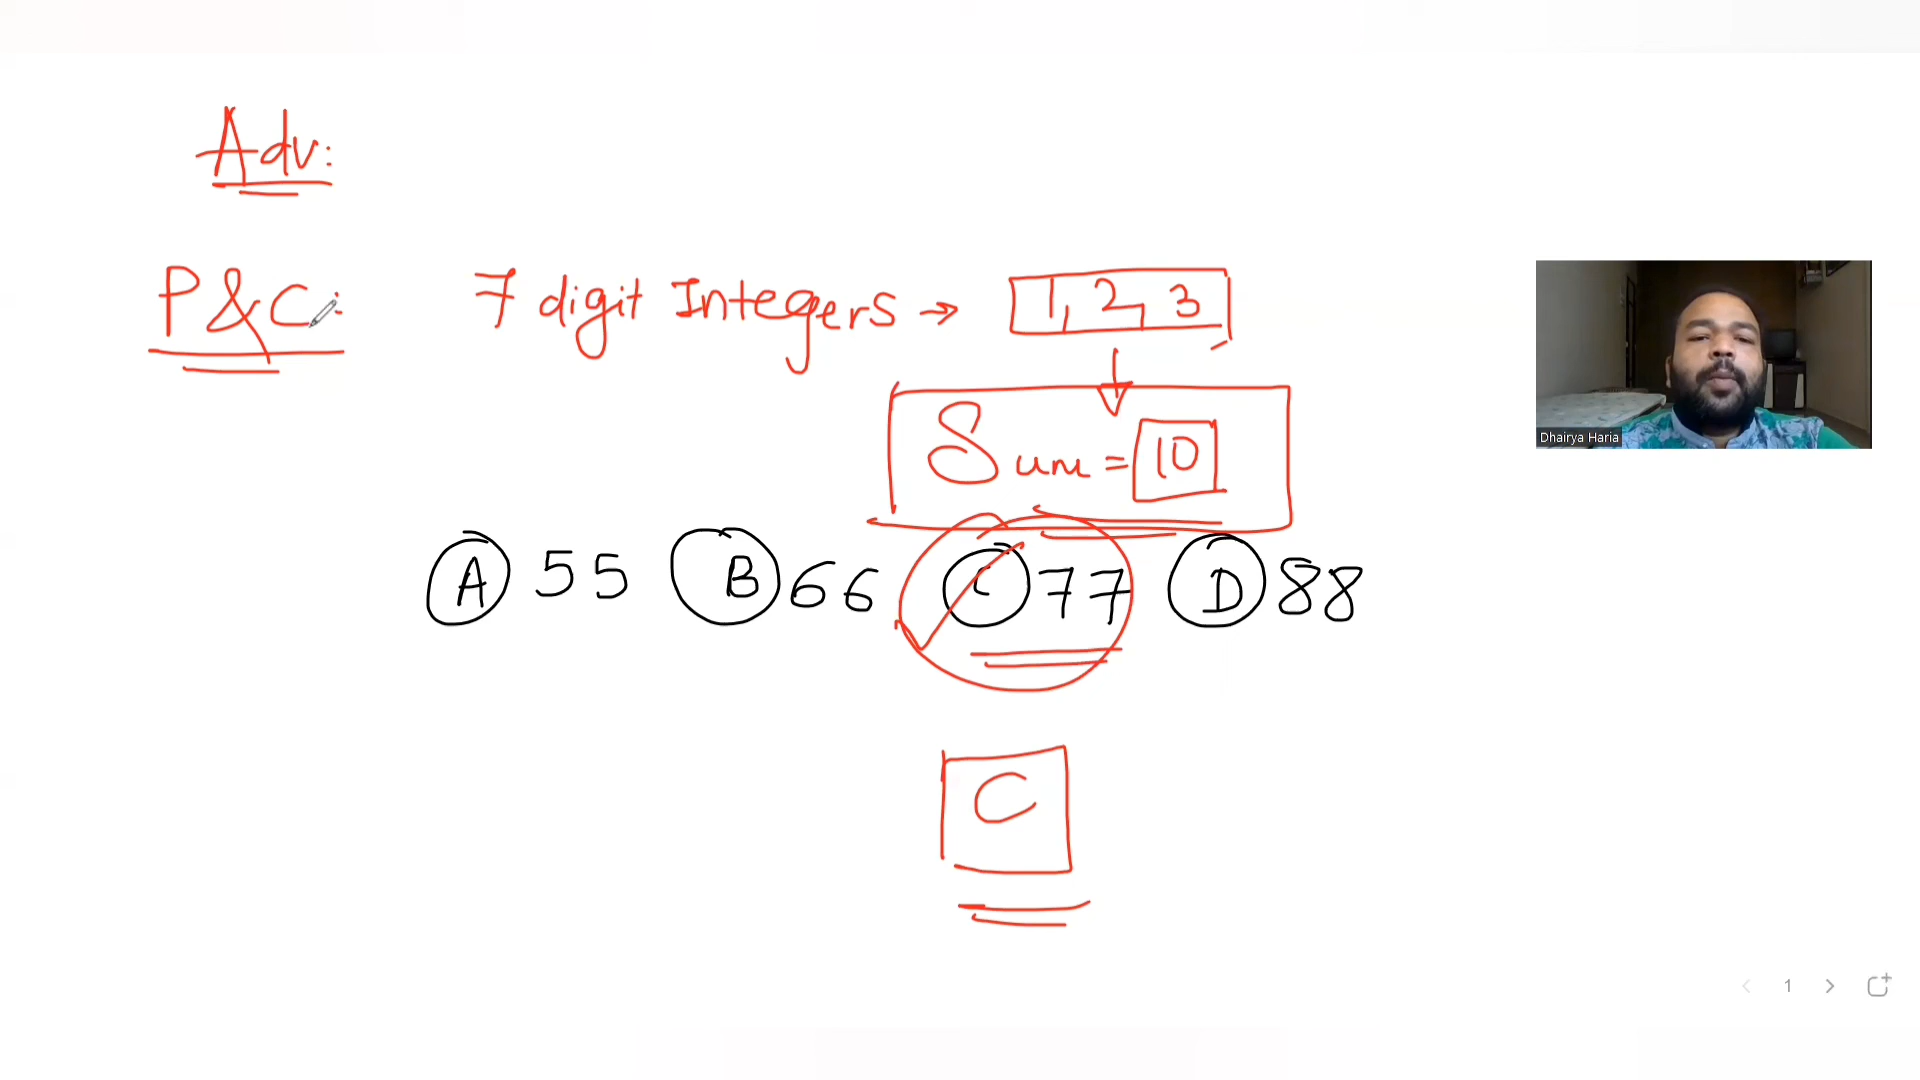 Adv:
P&C: 7 digit Integers → 1, 2, 3
Sum = 10
Dhairya Haria
A 55 B 66 C 77 D 88
C
1